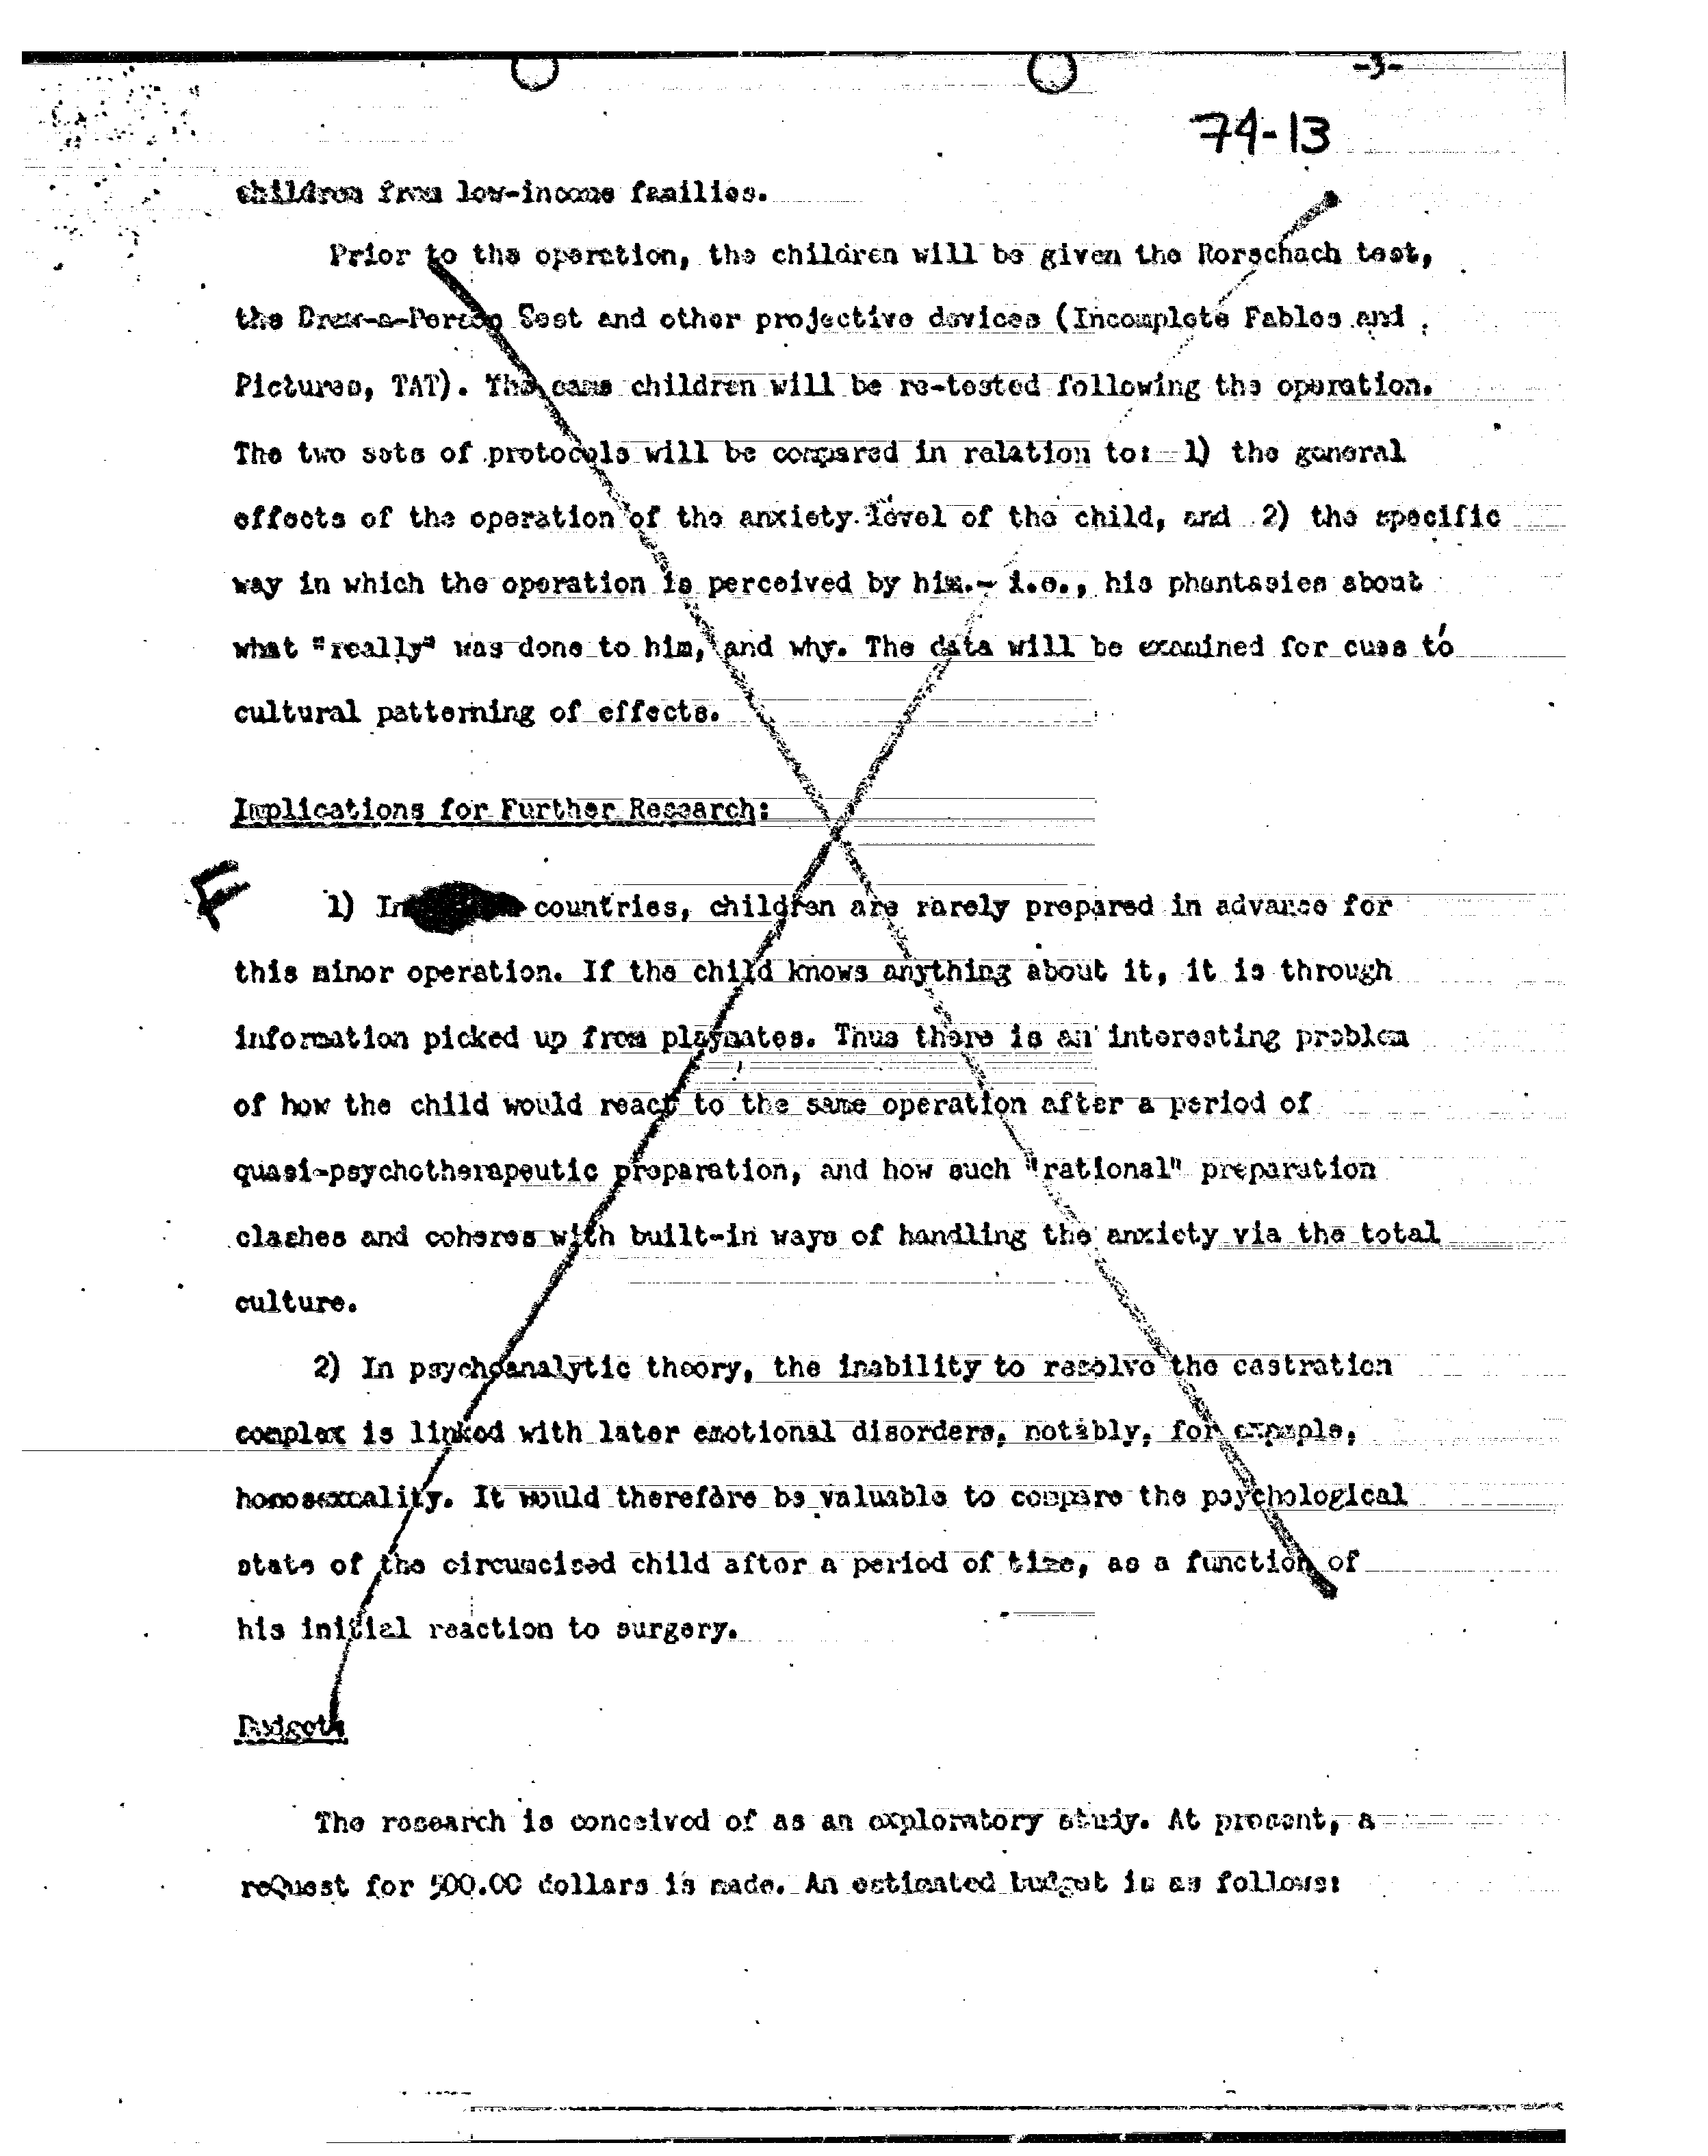 -3-
74-13
children from low-income families.
Prior to the operation, the children will be given the Rorschach test,
the Draw-a-Person Test and other projective devices (Incomplete Fables and
Pictures, TAT). The same children will be re-tested following the operation.
The two sets of protocols will be compared in relation to: 1) the general
effects of the operation of the anxiety level of the child, and 2) the specific
way in which the operation is perceived by him.- i.e., his phantasies about
what "really" was done to him, and why. The data will be examined for cues to
cultural patterning of effects.
Implications for Further Research:
F
1) In countries, children are rarely prepared in advance for
this minor operation. If the child knows anything about it, it is through
information picked up from playmates. Thus there is an interesting problem
of how the child would react to the same operation after a period of
quasi-psychotherapeutic preparation, and how such "rational" preparation
clashes and coheres with built-in ways of handling the anxiety via the total
culture.
2) In psychoanalytic theory, the inability to resolve the castration
complex is linked with later emotional disorders, notably, for example,
homosexcality. It would therefore be valuable to compare the psychological
state of the circumcised child after a period of time, as a function of
his initial reaction to surgery.
Budget:
The research is conceived of as an exploratory study. At present, a
reQuest for 500.00 dollars is made. An estimated budget is as follows: